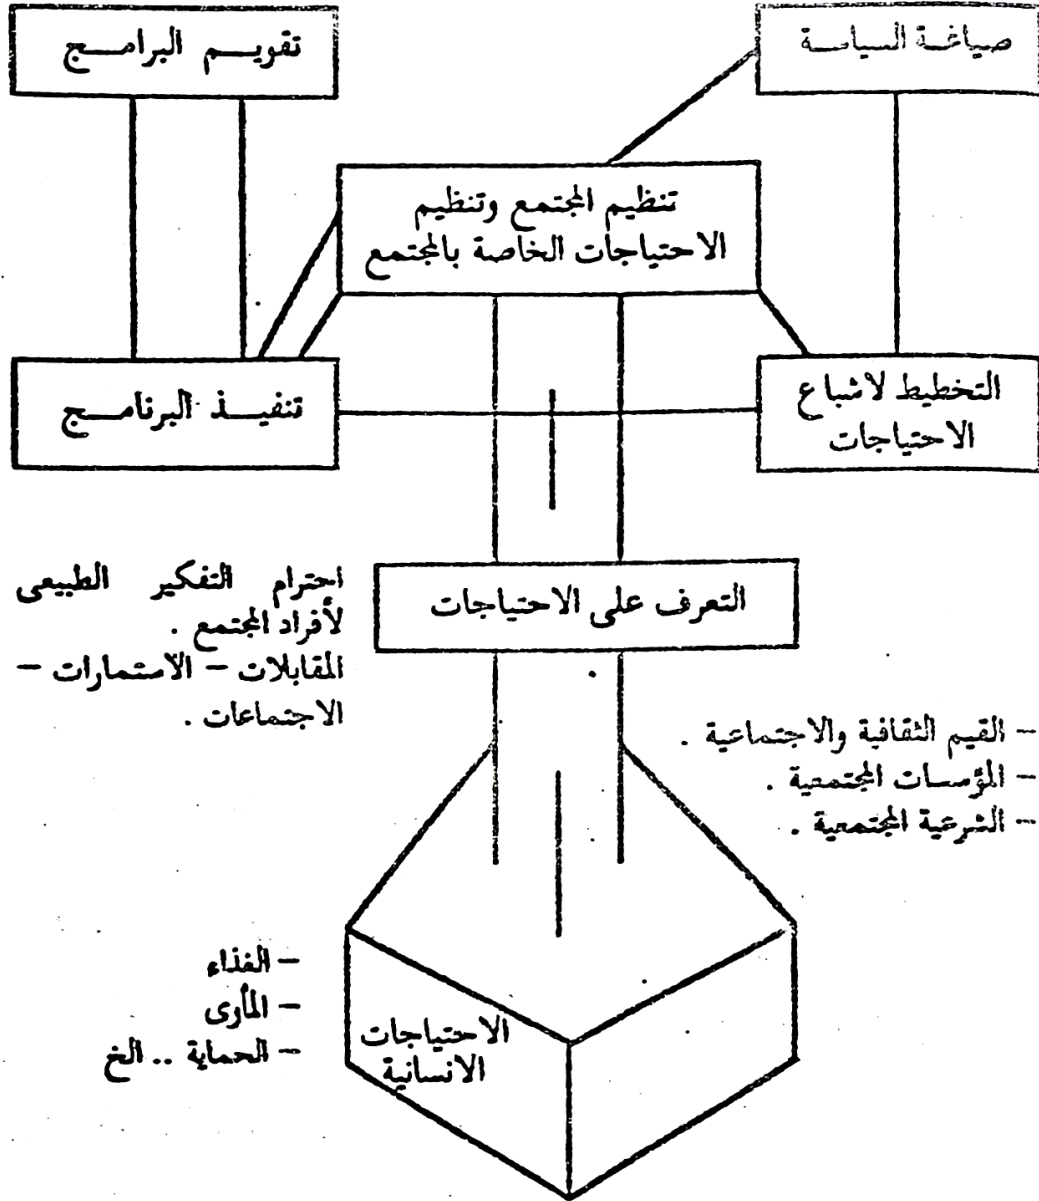 صياغة السياسة
تقويم البرامج
تنظيم المجتمع وتنظيم
الاحتياجات الخاصة بالمجتمع
التخطيط لاشباع
الاحتياجات
تنفيذ البرنامج
التعرف على الاحتياجات
احترام التفكير الطبيعى
لأفراد المجتمع .
المقابلات – الاستمارات –
الاجتماعات .
– القيم الثقافية والاجتماعية .
– المؤسسات المجتمعية .
– الشرعية المجتمعية .
– الغذاء
– المأوى
– الحماية .. الخ
الاحتياجات
الانسانية